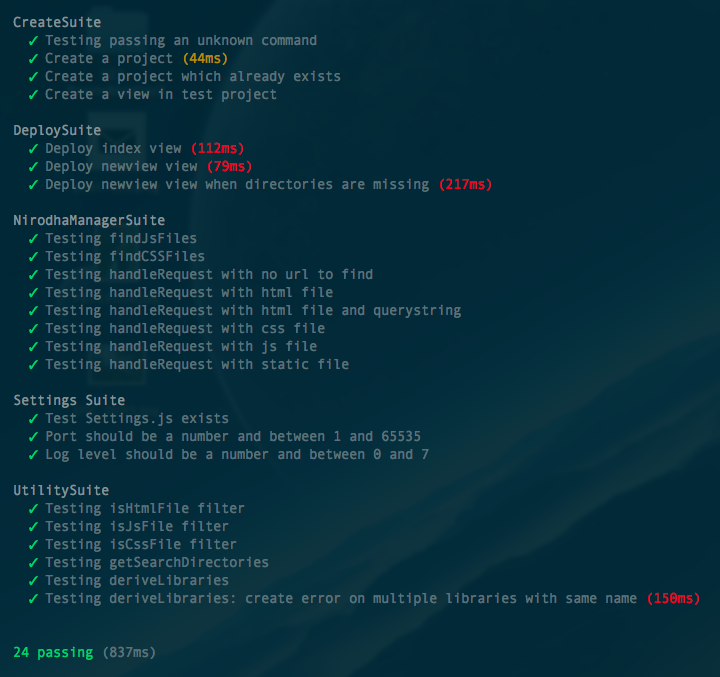 CreateSuite
✓ Testing passing an unknown command
✓ Create a project (44ms)
✓ Create a project which already exists
✓ Create a view in test project
DeploySuite
✓ Deploy index view (112ms)
✓ Deploy newview view (79ms)
✓ Deploy newview view when directories are missing (217ms)
NirodhaManagerSuite
✓ Testing findJsFiles
✓ Testing findCSSFiles
✓ Testing handleRequest with no url to find
✓ Testing handleRequest with html file
✓ Testing handleRequest with html file and querystring
✓ Testing handleRequest with css file
✓ Testing handleRequest with js file
✓ Testing handleRequest with static file
Settings Suite
✓ Test Settings.js exists
✓ Port should be a number and between 1 and 65535
✓ Log level should be a number and between 0 and 7
UtilitySuite
✓ Testing isHtmlFile filter
✓ Testing isJsFile filter
✓ Testing isCssFile filter
✓ Testing getSearchDirectories
✓ Testing deriveLibraries
✓ Testing deriveLibraries: create error on multiple libraries with same name (150ms)
24 passing (837ms)